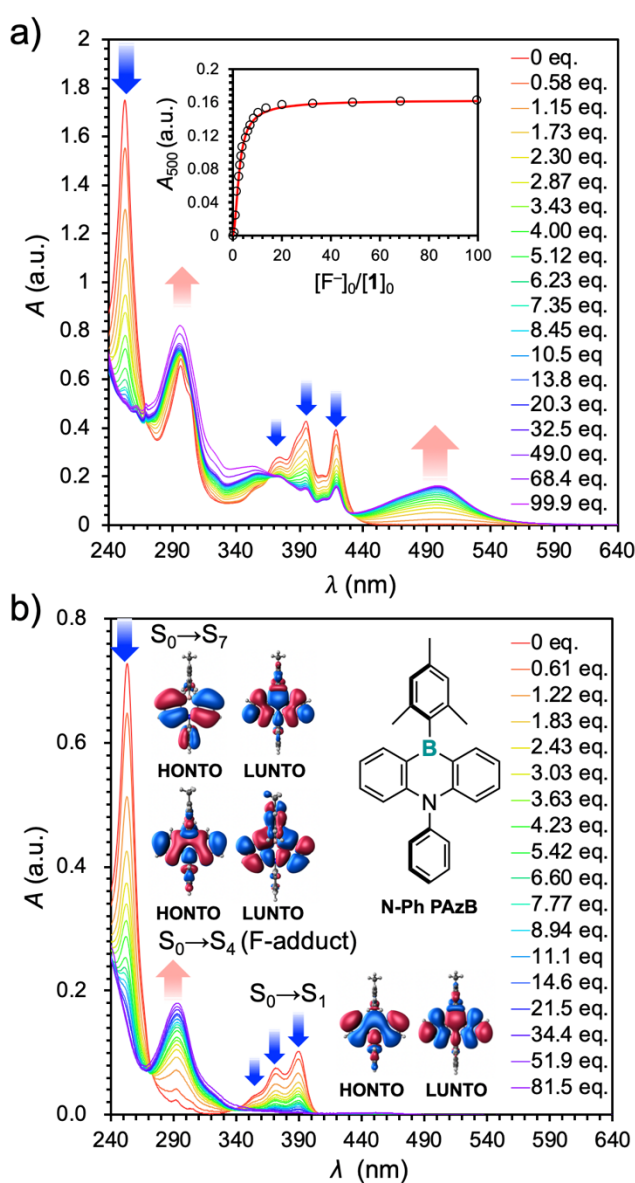 a)
2
1.8
1.6
1.4
1.2
1
0.8
0.6
0.4
0.2
0
A (a.u.)
0.2
0.16
0.12
0.08
0.04
0
A500 (a.u.)
0 20 40 60 80 100
[F–]0/[1]0
0 eq.
0.58 eq.
1.15 eq.
1.73 eq.
2.30 eq.
2.87 eq.
3.43 eq.
4.00 eq.
5.12 eq.
6.23 eq.
7.35 eq.
8.45 eq.
10.5 eq.
13.8 eq.
20.3 eq.
32.5 eq.
49.0 eq.
68.4 eq.
99.9 eq.
240 290 340 390 440 490 540 590 640
λ (nm)
b)
0.8
0.6
0.4
0.2
0.0
A (a.u.)
S0→S7
HONTO LUNTO
HONTO LUNTO
S0→S4 (F-adduct)
S0→S1
HONTO LUNTO
B
N
N-Ph PAzB
0 eq.
0.61 eq.
1.22 eq.
1.83 eq.
2.43 eq.
3.03 eq.
3.63 eq.
4.23 eq.
5.42 eq.
6.60 eq.
7.77 eq.
8.94 eq.
11.1 eq.
14.6 eq.
21.5 eq.
34.4 eq.
51.9 eq.
81.5 eq.
240 290 340 390 440 490 540 590 640
λ (nm)